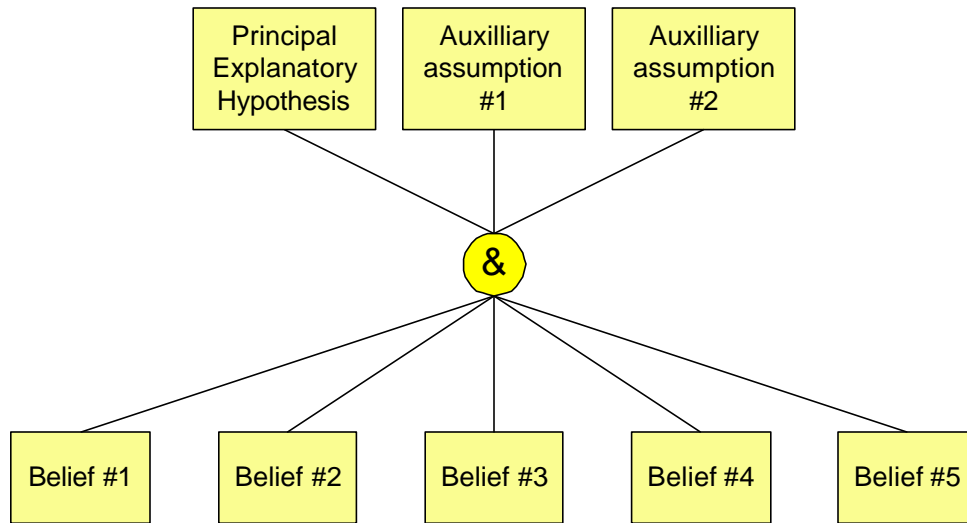 Principal
Explanatory
Hypothesis
Auxilliary
assumption
#1
Auxilliary
assumption
#2
&
Belief #1
Belief #2
Belief #3
Belief #4
Belief #5